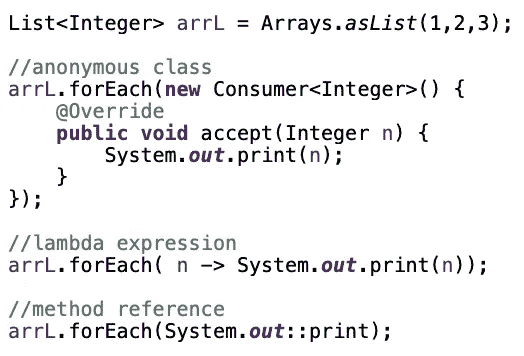 List<Integer> arrL = Arrays.asList(1,2,3);
//anonymous class
arrL.forEach(new Consumer<Integer>() {
    @Override
    public void accept(Integer n) {
        System.out.print(n);
    }
});
//lambda expression
arrL.forEach( n -> System.out.print(n));
//method reference
arrL.forEach(System.out::print);